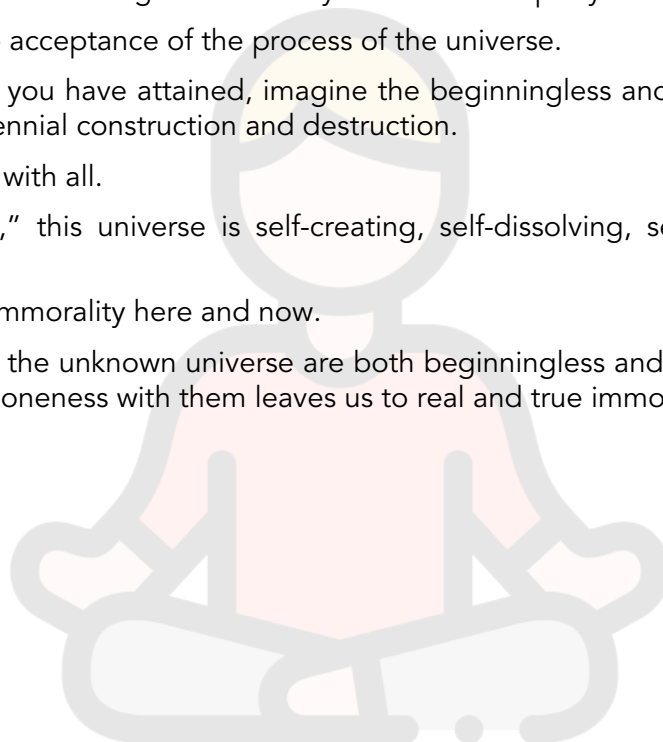 acceptance of the process of the universe.
you have attained, imagine the beginningless and
ennial construction and destruction.
with all.
,” this universe is self-creating, self-dissolving, se
mmorality here and now.
the unknown universe are both beginningless and
oneness with them leaves us to real and true immo